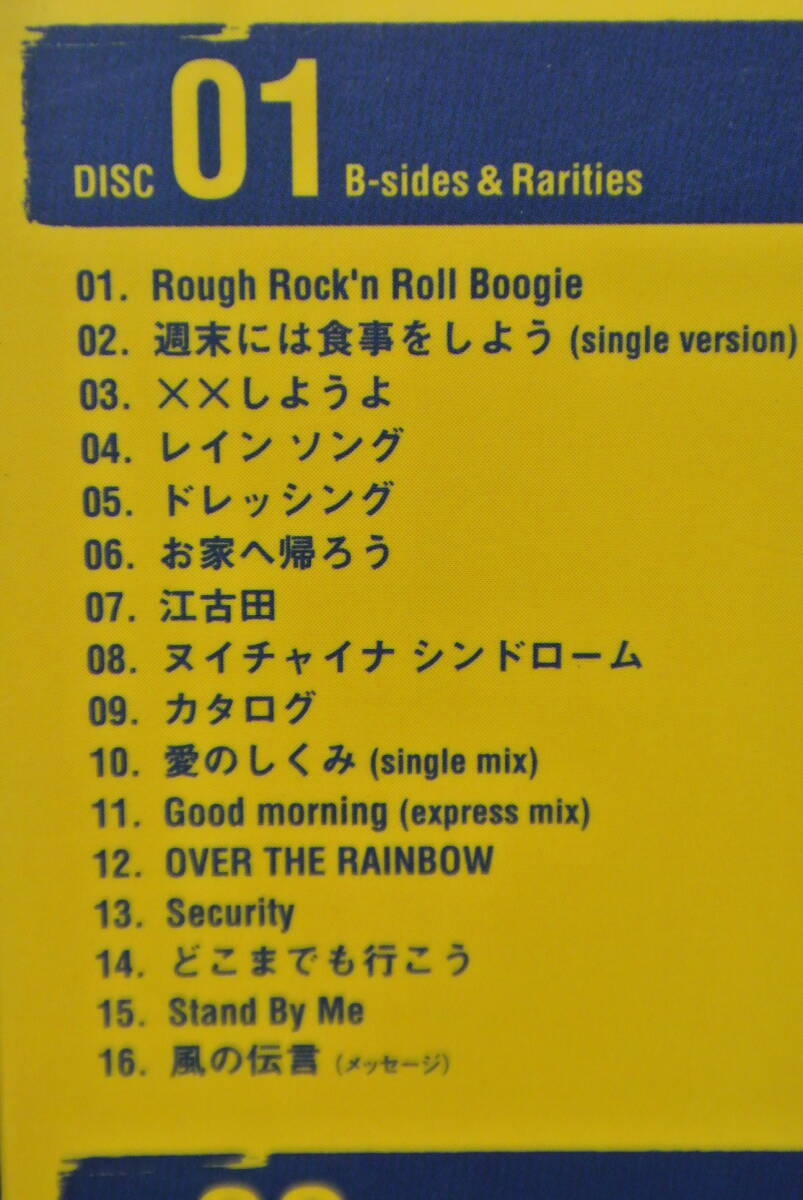 DISC 01 B-sides & Rarities
01. Rough Rock'n Roll Boogie
02. 週末には食事をしよう (single version)
03. ××しようよ
04. レイン ソング
05. ドレッシング
06. お家へ帰ろう
07. 江古田
08. ヌイチャイナ シンドローム
09. カタログ
10. 愛のしくみ (single mix)
11. Good morning (express mix)
12. OVER THE RAINBOW
13. Security
14. どこまでも行こう
15. Stand By Me
16. 風の伝言 (メッセージ)